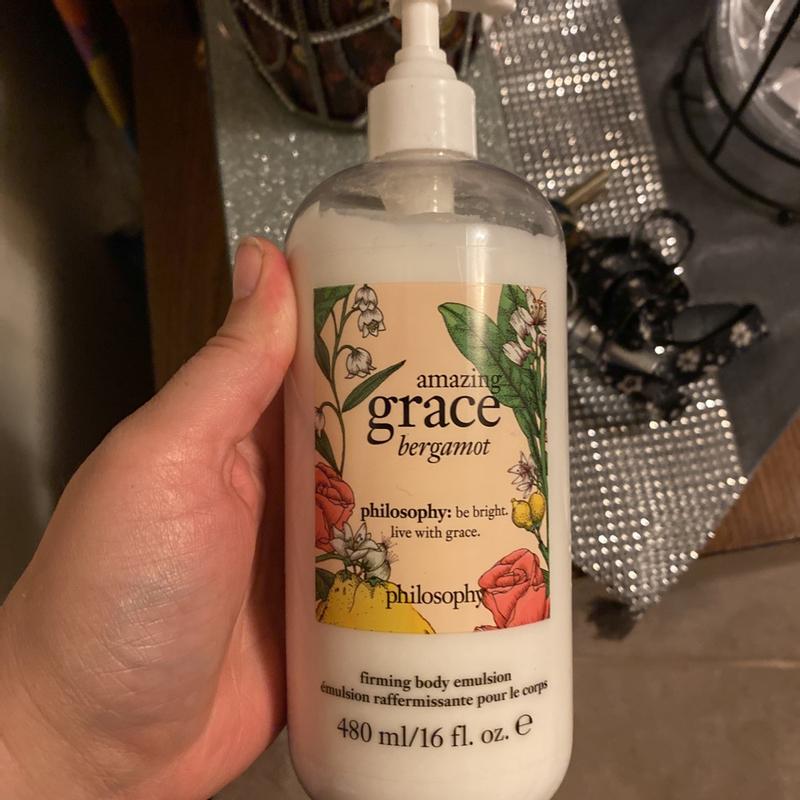 amazing
grace
bergamot
philosophy: be bright.
live with grace.
philosophy
firming body emulsion
émulsion raffermissante pour le corps
480 ml/16 fl. oz. ℮